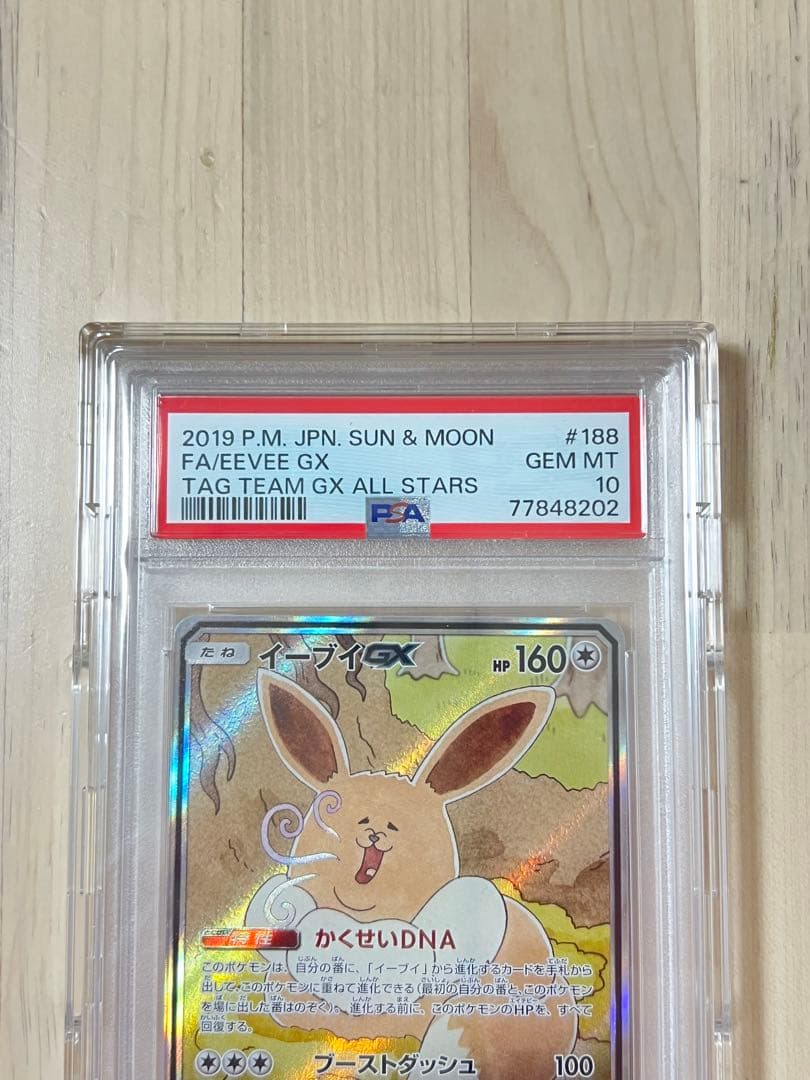 2019 P.M. JPN. SUN & MOON #188
FA/EEVEE GX GEM MT
TAG TEAM GX ALL STARS 10
PSA 77848202
たね イーブイGX HP 160
特性 かくせいDNA
このポケモンは、自分の番に、「イーブイ」から進化するカードを手札から
出して、このポケモンに重ねて進化できる(最初の自分の番と、このポケモン
を場に出した番はのぞく)。進化する前に、このポケモンのHPを、すべて
回復する。
ブーストダッシュ 100